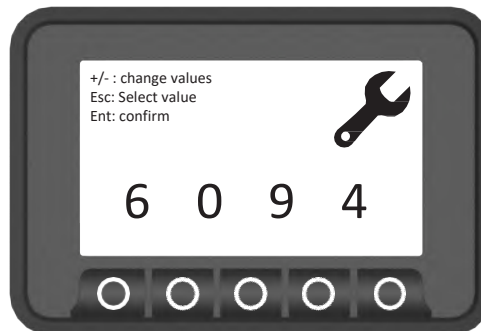 +/- : change values
Esc: Select value
Ent: confirm
6 0 9 4